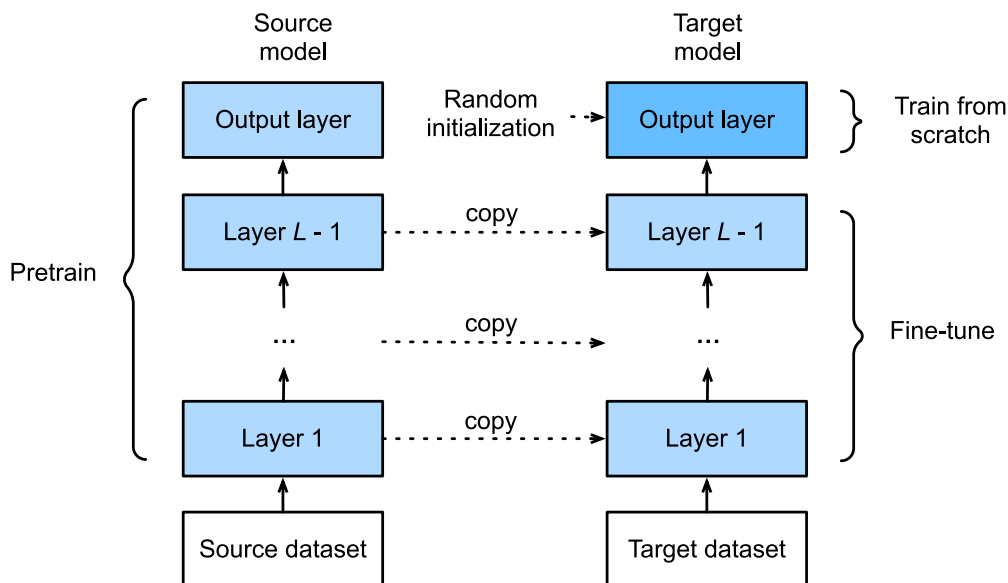 Source
model
Target
model
Output layer
Random
initialization
Output layer
Train from
scratch
Layer L - 1
copy
Layer L - 1
Pretrain
...
copy
...
Fine-tune
Layer 1
copy
Layer 1
Source dataset
Target dataset